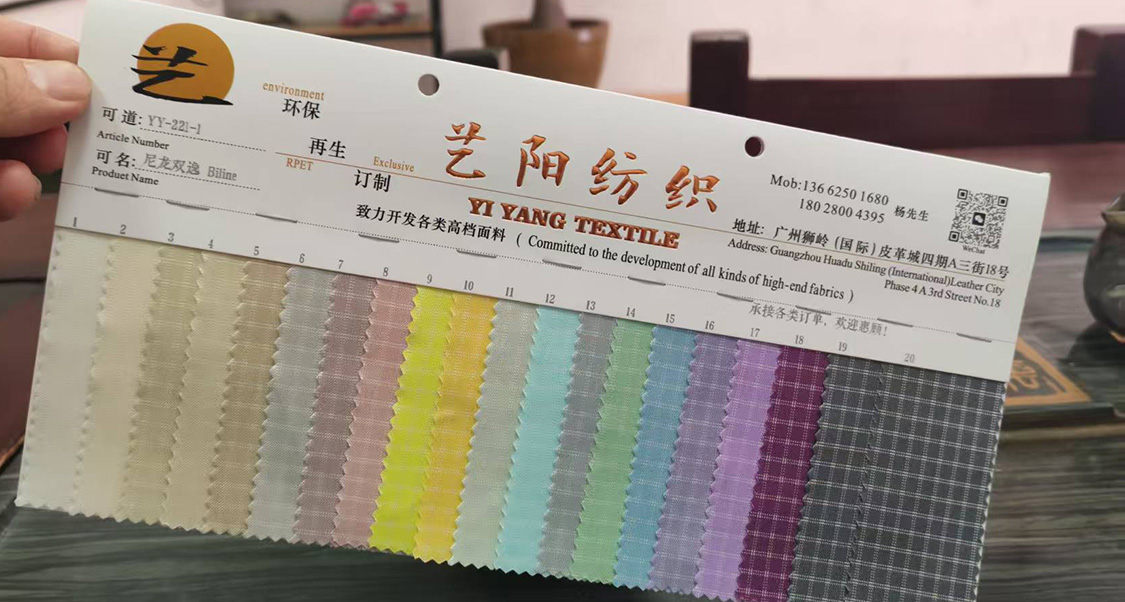 艺
environment
环保
可道: YY-221-1
Article Number
可名: 尼龙双逸 Biline
Product Name
再生
RPET
Exclusive
订制
艺阳纺织
YI YANG TEXTILE
致力开发各类高档面料 ( Committed to the development of all kinds of high-end fabrics )
Mob:136 6250 1680
180 2800 4395 杨先生
地址: 广州狮岭(国际)皮革城四期A三街18号
Address: Guangzhou Huadu Shiling (International)Leather City
Phase 4 A 3rd Street No.18
承接各类订单，欢迎惠顾!
1 2 3 4 5 6 7 8 9 10 11 12 13 14 15 16 17 18 19 20